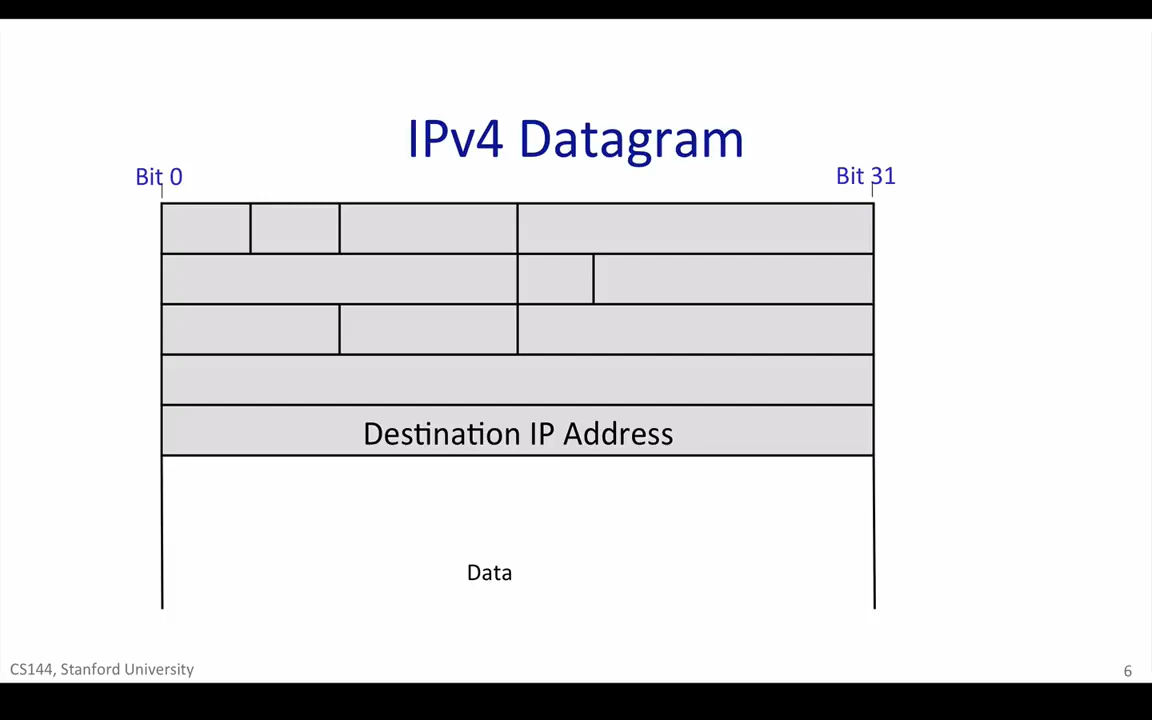 IPv4 Datagram
Bit 0
Bit 31
Destination IP Address
Data
CS144, Stanford University
6